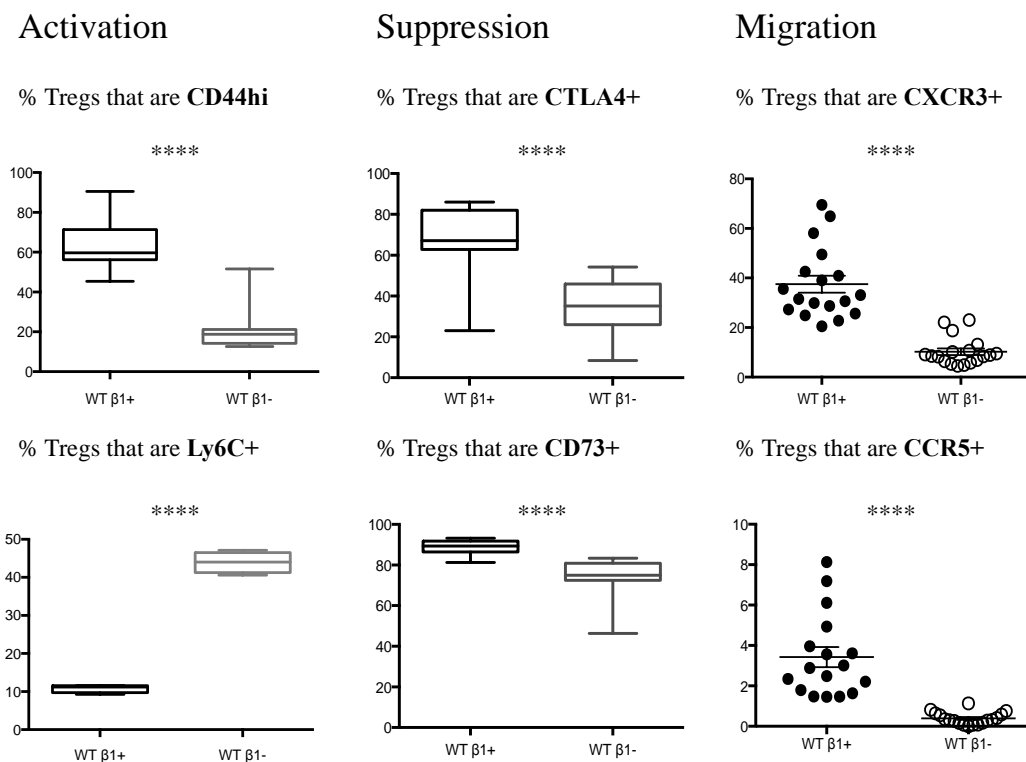 Activation Suppression Migration
% Tregs that are CD44hi % Tregs that are CTLA4+ % Tregs that are CXCR3+
**** **** ****
100 100 80
80 80 60
60 60 40
40 40 20
20 20 0
0 0
WT β1+ WT β1- WT β1+ WT β1- WT β1+ WT β1-
% Tregs that are Ly6C+ % Tregs that are CD73+ % Tregs that are CCR5+
**** **** ****
50 100 10
40 80 8
30 60 6
20 40 4
10 20 2
0 0 0
WT β1+ WT β1- WT β1+ WT β1- WT β1+ WT β1-